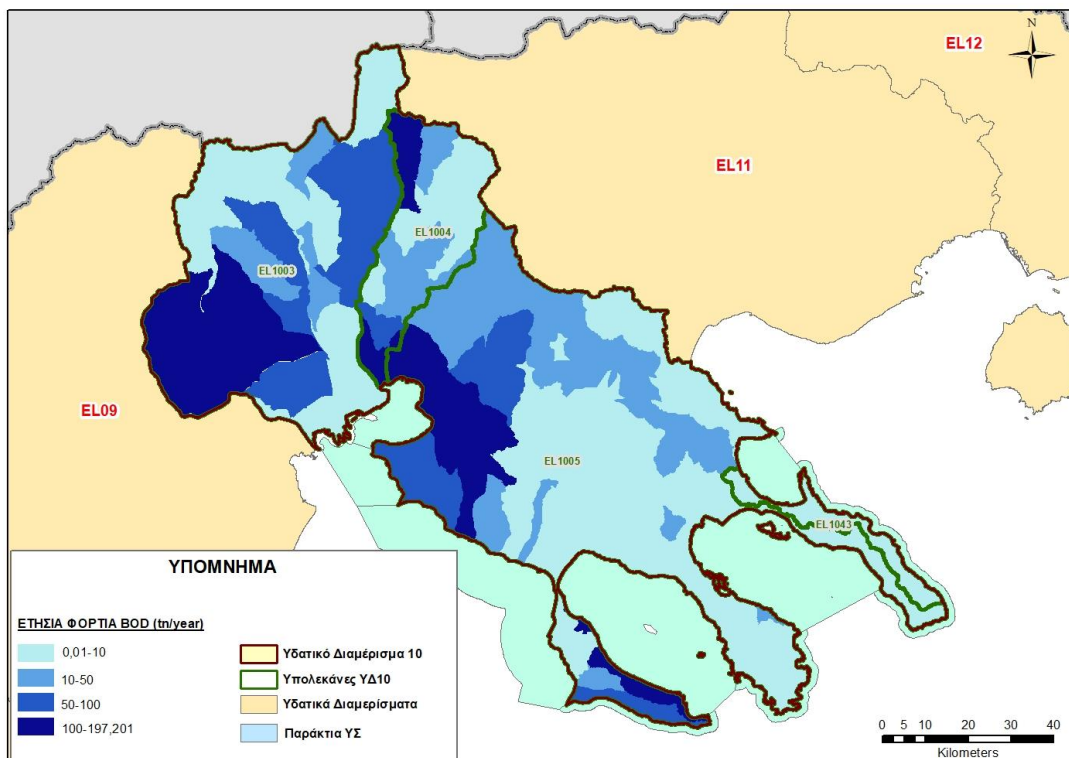 EL12
N
EL11
EL1004
EL1003
EL09
EL1005
EL1043
ΥΠΟΜΝΗΜΑ
ΕΤΗΣΙΑ ΦΟΡΤΙΑ BOD (tn/year)
0,01-10
10-50
50-100
100-197,201
Υδατικό Διαμέρισμα 10
Υπολεκάνες ΥΔ10
Υδατικά Διαμερίσματα
Παράκτια ΥΣ
0 5 10 20 30 40
Kilometers